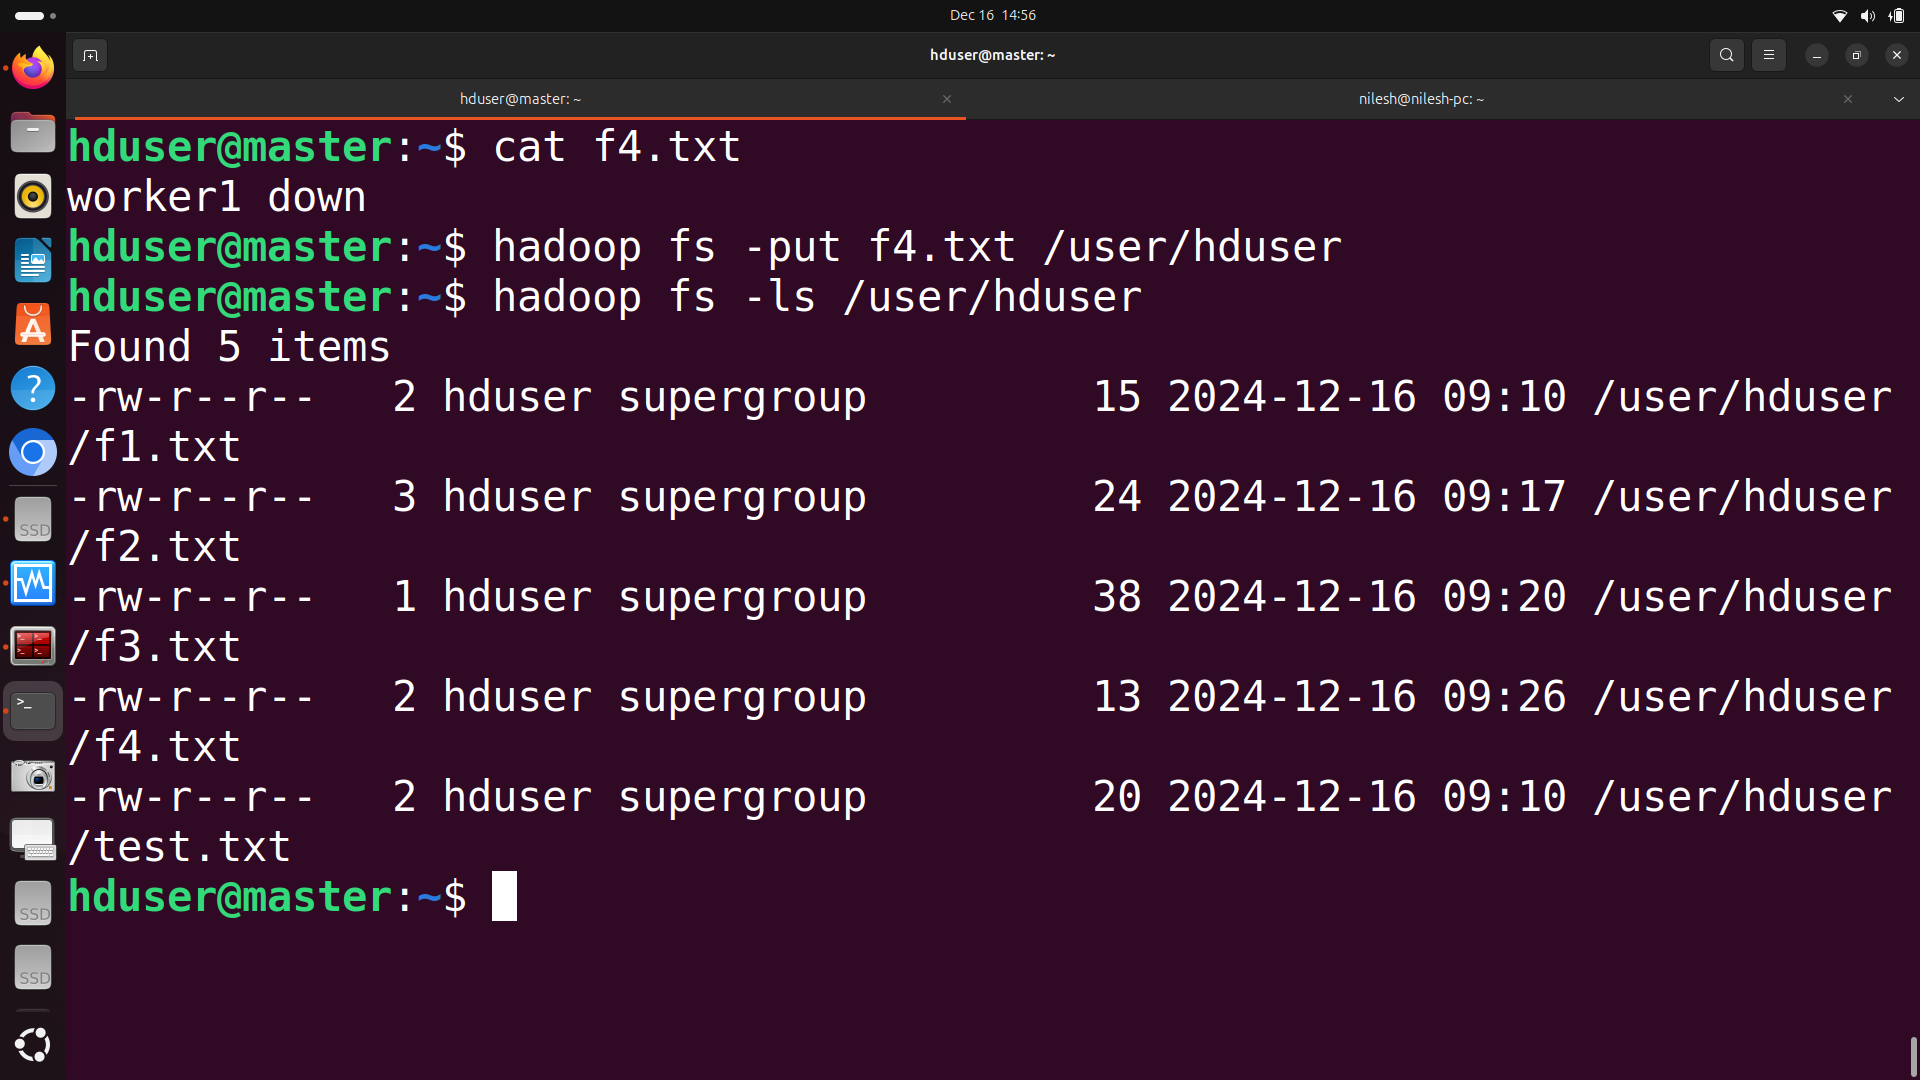 Dec 16 14:56
hduser@master: ~
hduser@master: ~
nilesh@nilesh-pc: ~
hduser@master:~$ cat f4.txt
worker1 down
hduser@master:~$ hadoop fs -put f4.txt /user/hduser
hduser@master:~$ hadoop fs -ls /user/hduser
Found 5 items
-rw-r--r--   2 hduser supergroup         15 2024-12-16 09:10 /user/hduser
/f1.txt
-rw-r--r--   3 hduser supergroup         24 2024-12-16 09:17 /user/hduser
/f2.txt
-rw-r--r--   1 hduser supergroup         38 2024-12-16 09:20 /user/hduser
/f3.txt
-rw-r--r--   2 hduser supergroup         13 2024-12-16 09:26 /user/hduser
/f4.txt
-rw-r--r--   2 hduser supergroup         20 2024-12-16 09:10 /user/hduser
/test.txt
hduser@master:~$
SSD
SSD
SSD